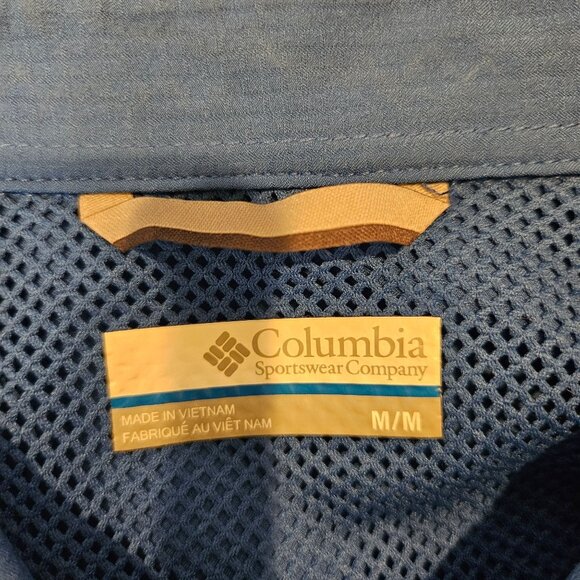 Columbia
Sportswear Company
MADE IN VIETNAM
FABRIQUÉ AU VIÊT NAM
M/M